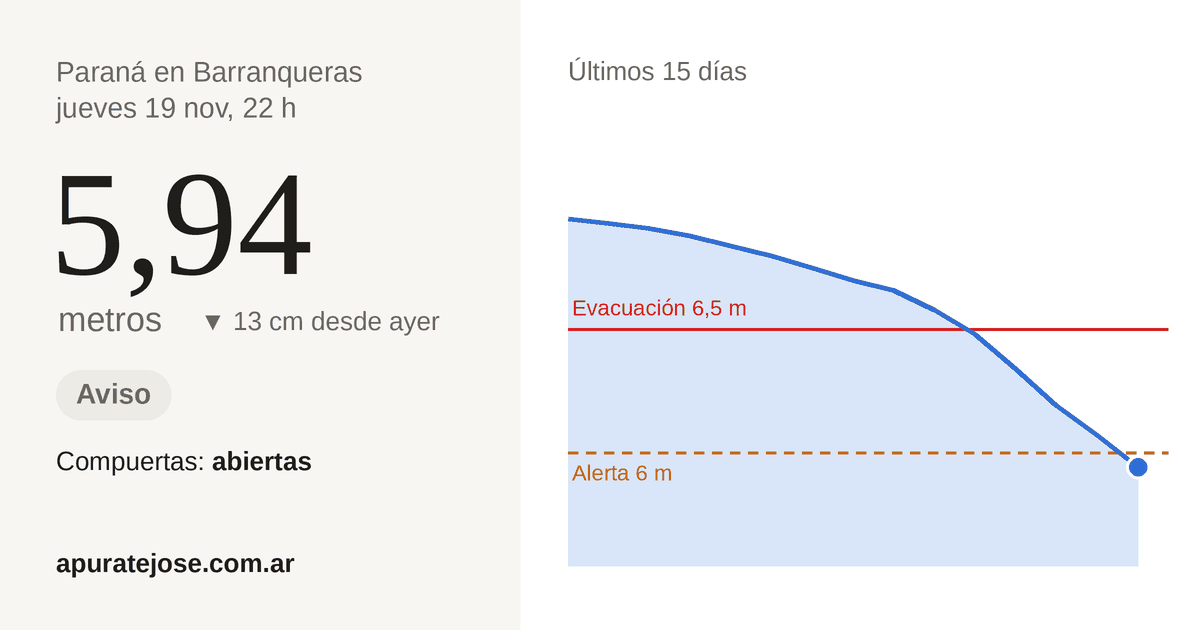 Paraná en Barranqueras
jueves 19 nov, 22 h
5,94
metros ▼ 13 cm desde ayer
Aviso
Compuertas: abiertas
apuratejose.com.ar
Últimos 15 días
Evacuación 6,5 m
Alerta 6 m